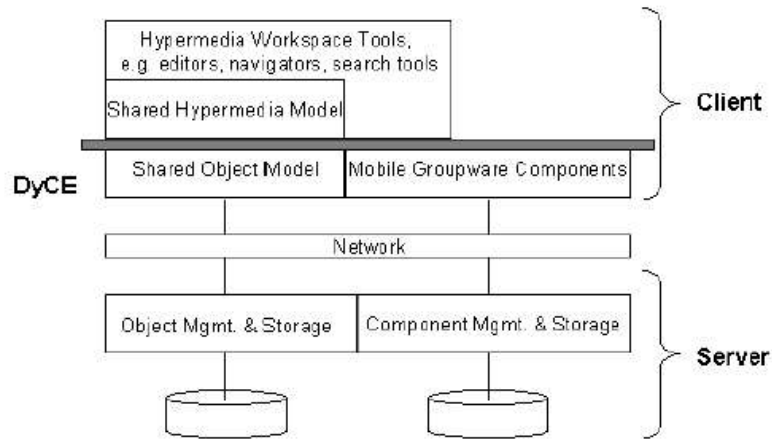 Hypermedia Workspace Tools,
e.g. editors, navigators, search tools
Shared Hypermedia Model
Client
DyCE
Shared Object Model
Mobile Groupware Components
Network
Object Mgmt. & Storage
Component Mgmt. & Storage
Server